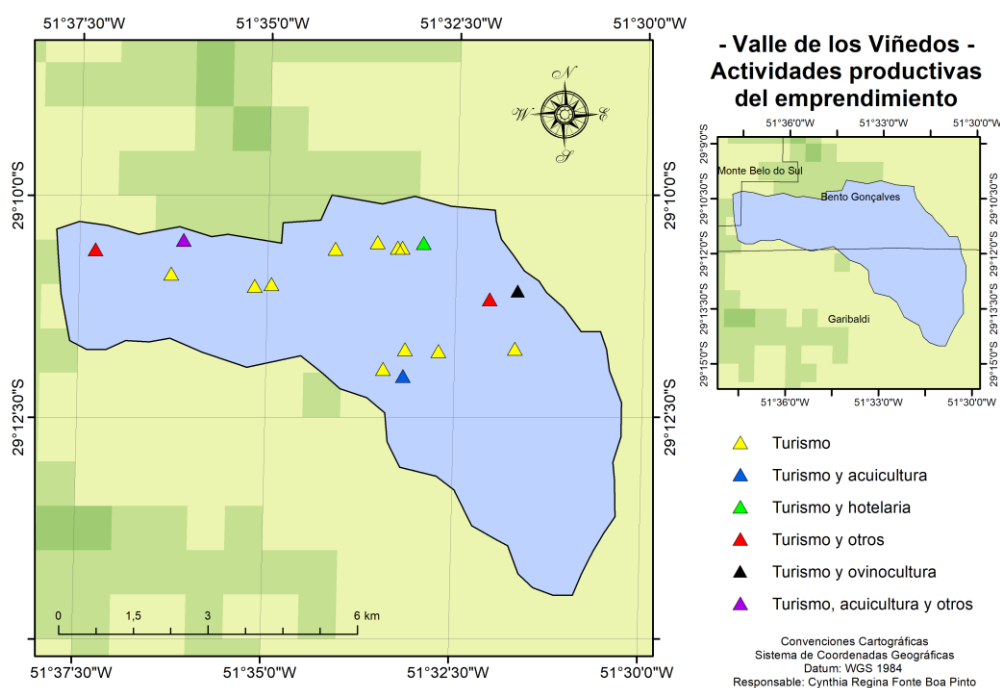 51°37'30"W 51°35'0"W 51°32'30"W 51°30'0"W
29°10'0"S
29°12'30"S
29°10'0"S
29°12'30"S
N
W E
S
0 1,5 3 6 km
51°37'30"W 51°35'0"W 51°32'30"W 51°30'0"W
- Valle de los Viñedos -
Actividades productivas
del emprendimiento
51°36'0"W 51°33'0"W 51°30'0"W
29°9'0"S
29°10'30"S
29°12'0"S
29°13'30"S
29°15'0"S
Monte Belo do Sul
Bento Gonçalves
Garibaldi
29°9'0"S
29°10'30"S
29°12'0"S
29°13'30"S
29°15'0"S
51°36'0"W 51°33'0"W 51°30'0"W
Turismo
Turismo y acuicultura
Turismo y hotelaria
Turismo y otros
Turismo y ovinocultura
Turismo, acuicultura y otros
Convenciones Cartográficas
Sistema de Coordenadas Geográficas
Datum: WGS 1984
Responsable: Cynthia Regina Fonte Boa Pinto